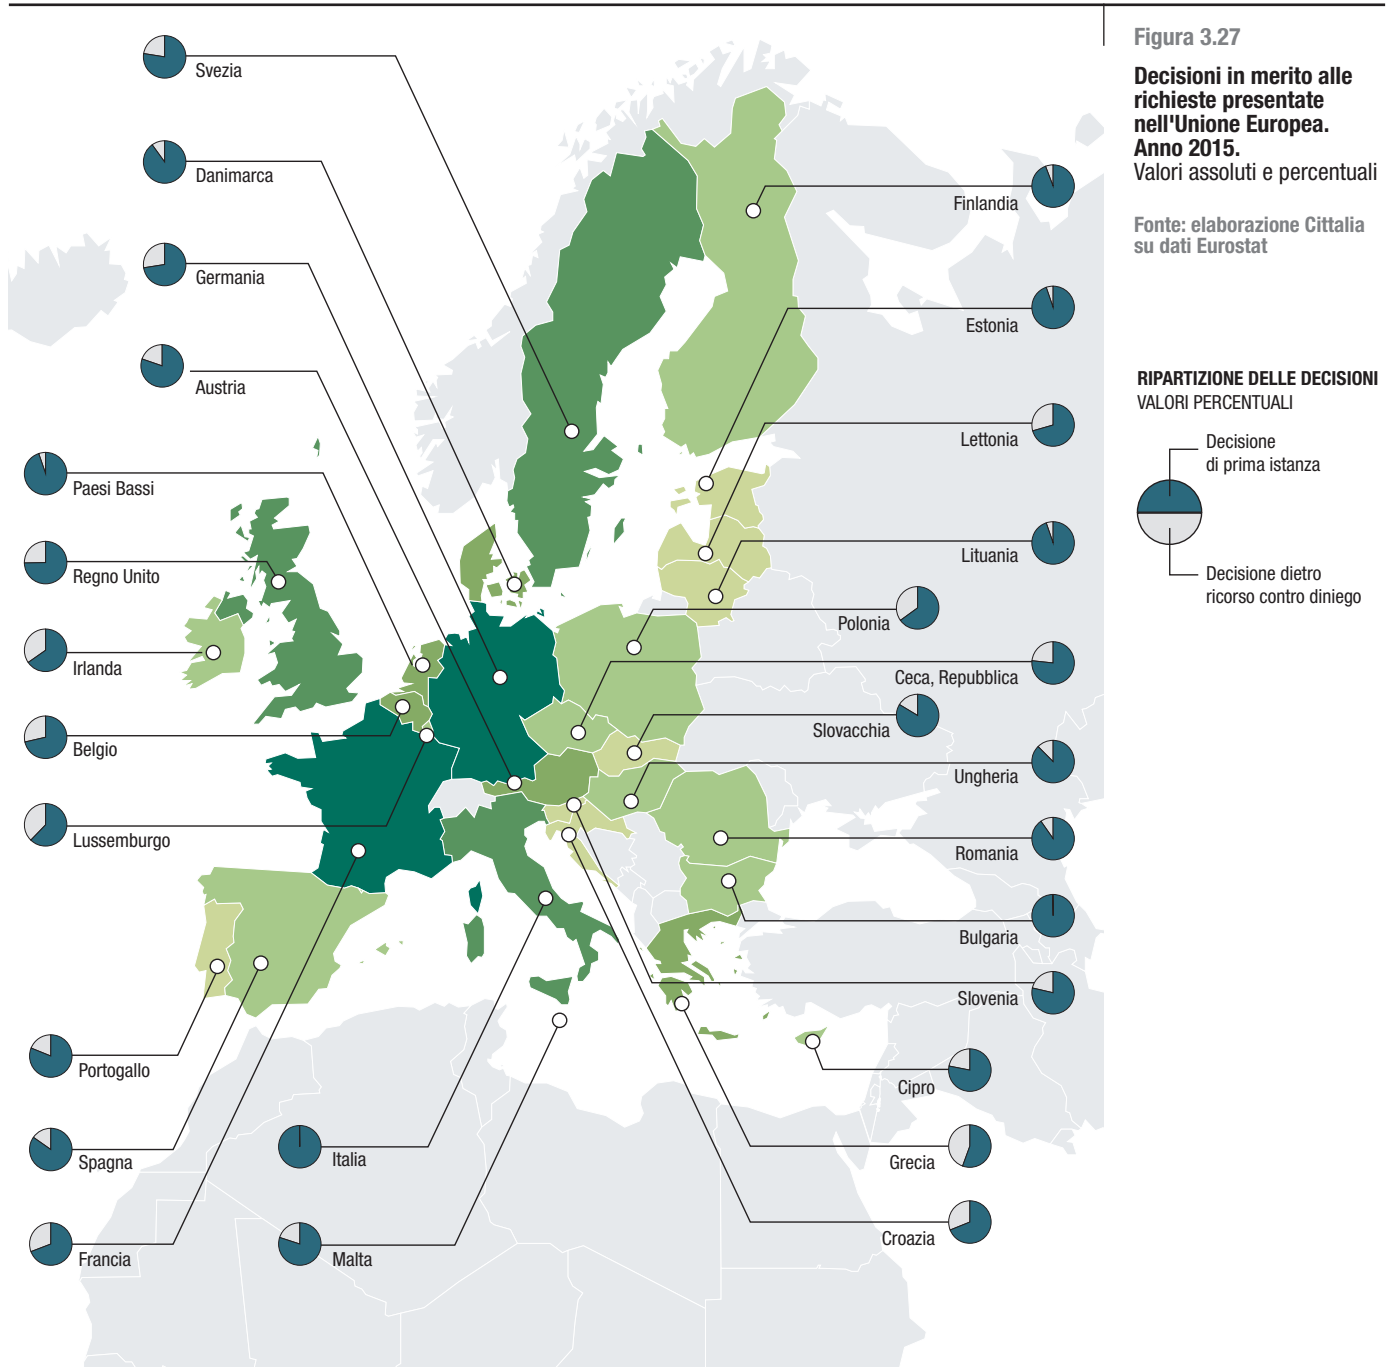 Figura 3.27
Decisioni in merito alle
richieste presentate
nell'Unione Europea.
Anno 2015.
Valori assoluti e percentuali
Fonte: elaborazione Cittalia
su dati Eurostat
RIPARTIZIONE DELLE DECISIONI
VALORI PERCENTUALI
Decisione
di prima istanza
Decisione dietro
ricorso contro diniego
Svezia
Danimarca
Germania
Austria
Paesi Bassi
Regno Unito
Irlanda
Belgio
Lussemburgo
Portogallo
Spagna
Francia
Italia
Malta
Finlandia
Estonia
Lettonia
Lituania
Polonia
Ceca, Repubblica
Slovacchia
Ungheria
Romania
Bulgaria
Slovenia
Cipro
Grecia
Croazia